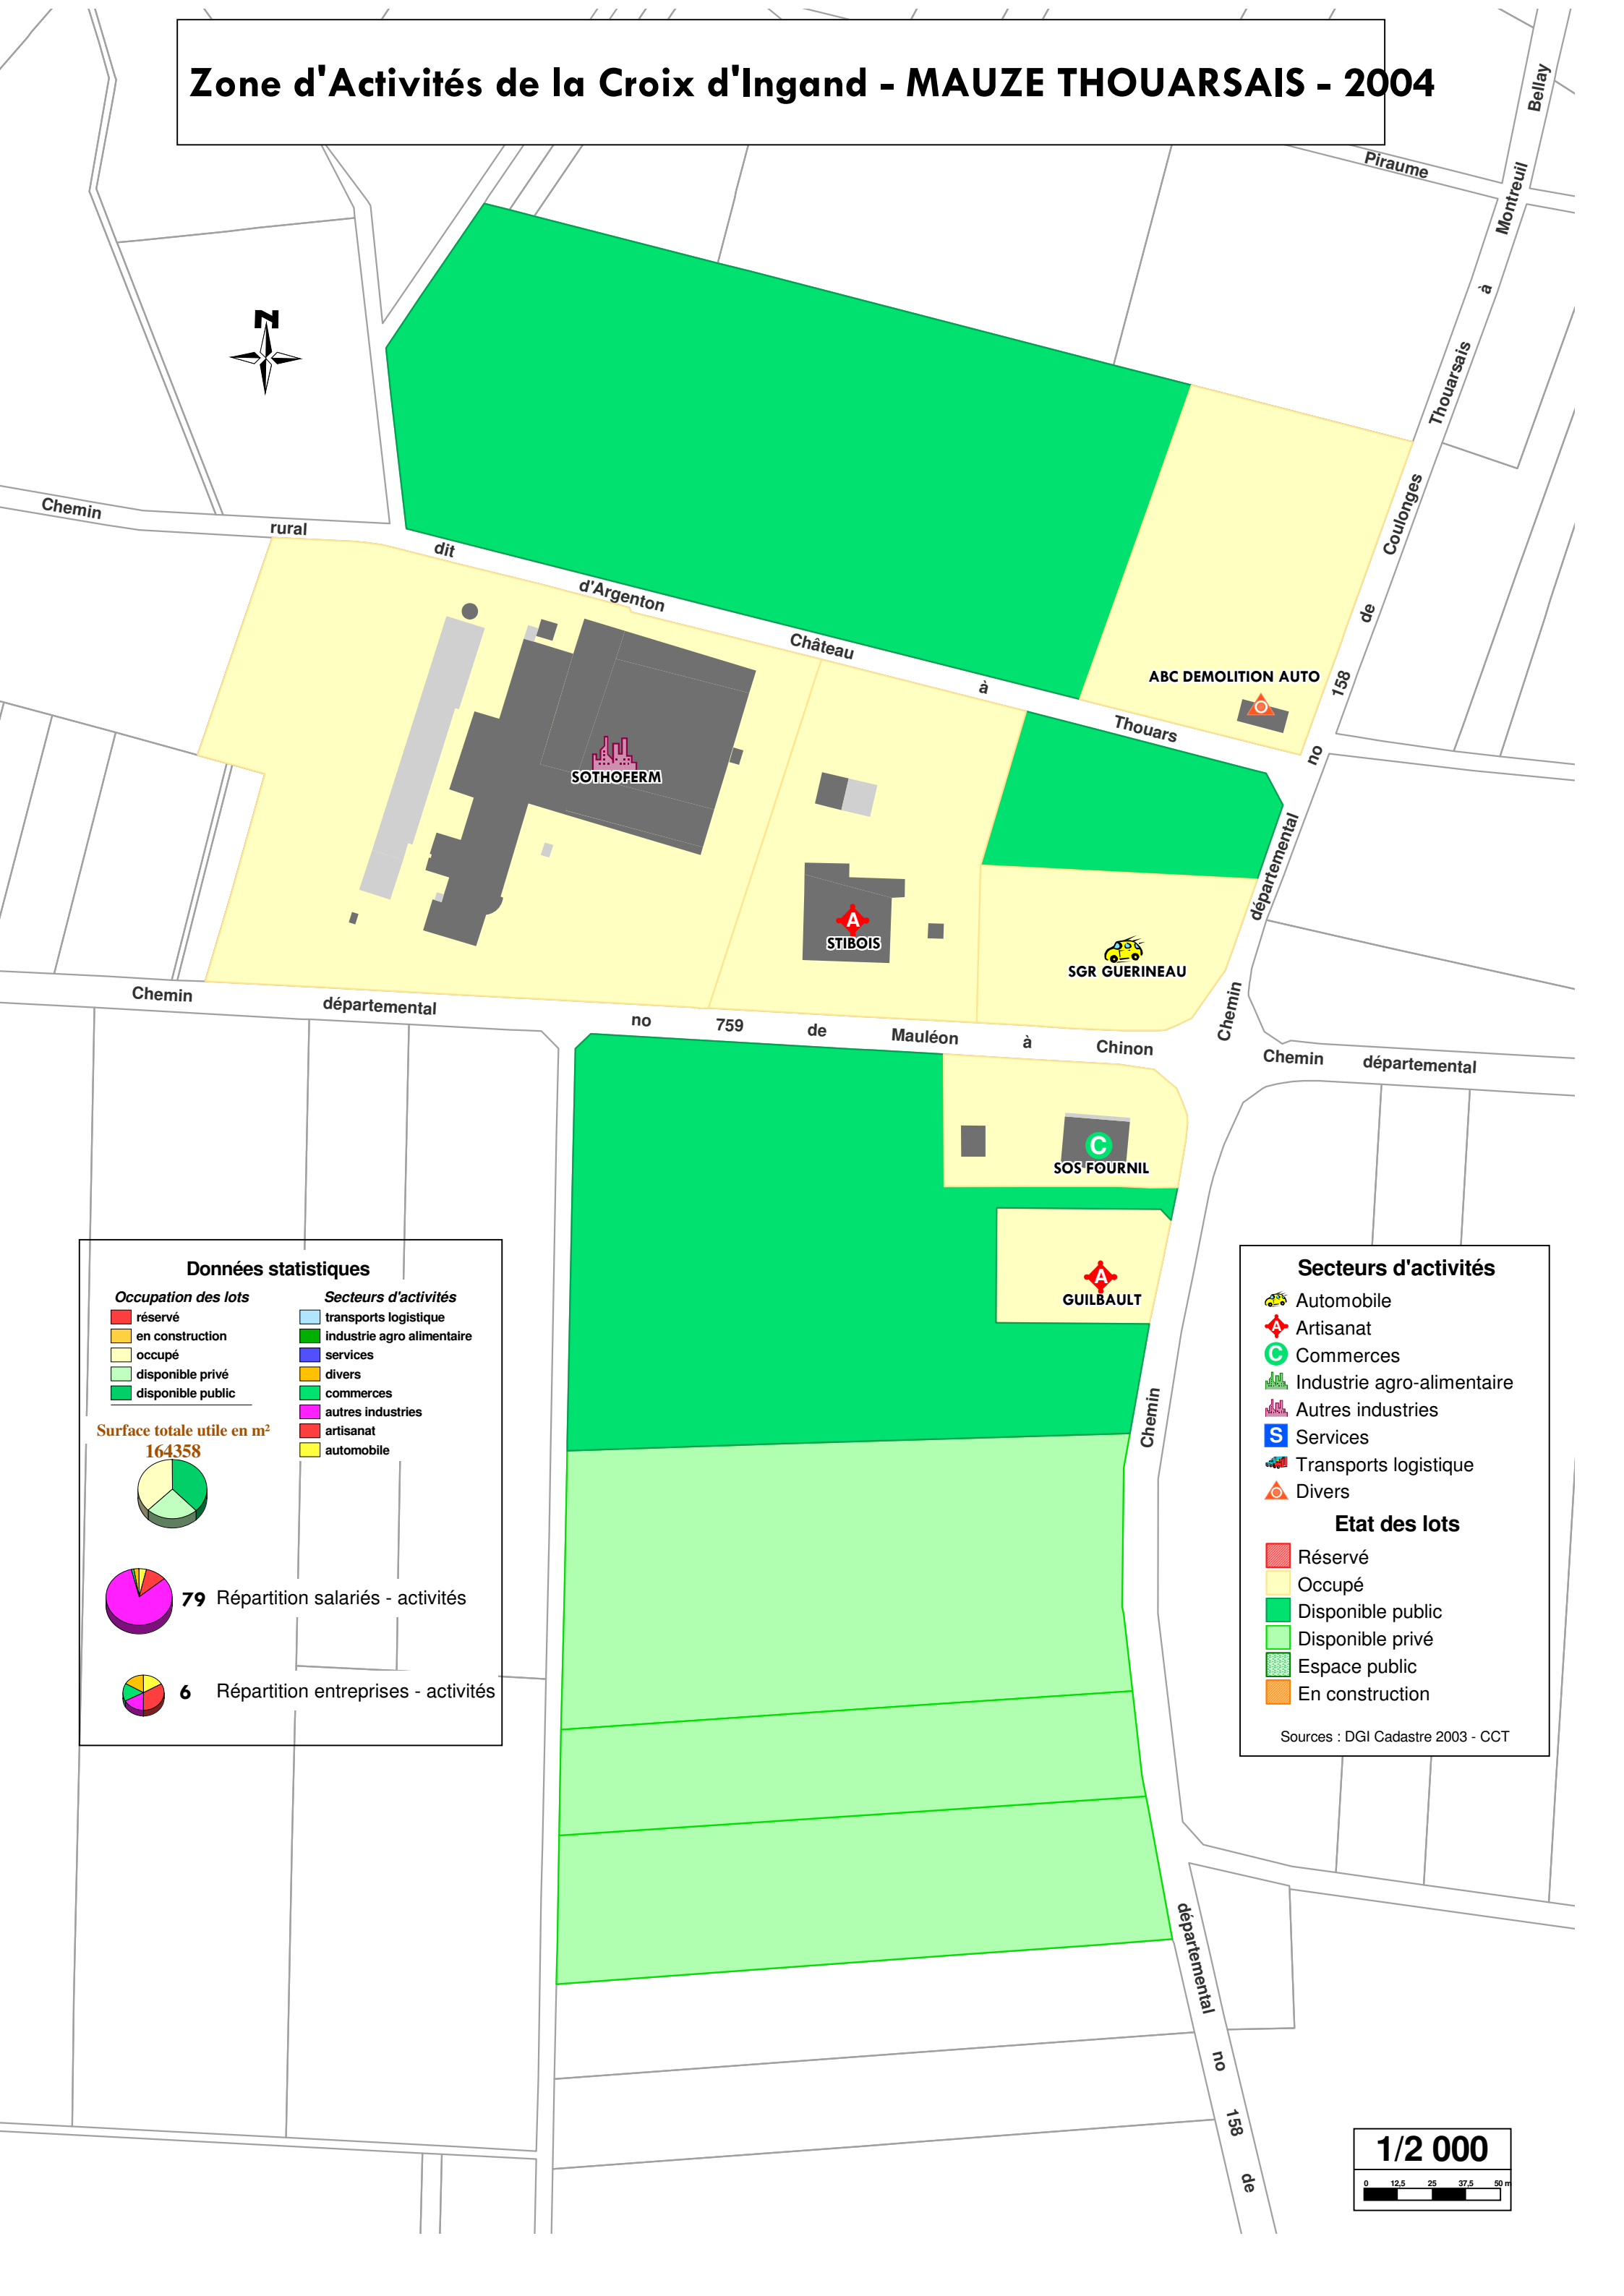 Zone d'Activités de la Croix d'Ingand - MAUZE THOUARSAIS - 2004
Piraume
Chemin départemental no 158 de Coulonges Thouarsais à Montreuil Bellay
N
Chemin rural dit d'Argenton Château à Thouars
ABC DEMOLITION AUTO
SOTHOFERM
A
STIBOIS
SGR GUERINEAU
Chemin départemental no 759 de Mauléon à Chinon
Chemin départemental
C
SOS FOURNIL
A
GUILBAULT
Chemin départemental no 158 de
Données statistiques
Occupation des lots
réservé
en construction
occupé
disponible privé
disponible public
Surface totale utile en m²
164358
Secteurs d'activités
transports logistique
industrie agro alimentaire
services
divers
commerces
autres industries
artisanat
automobile
79 Répartition salariés - activités
6 Répartition entreprises - activités
Secteurs d'activités
Automobile
A Artisanat
C Commerces
Industrie agro-alimentaire
Autres industries
S Services
Transports logistique
Divers
Etat des lots
Réservé
Occupé
Disponible public
Disponible privé
Espace public
En construction
Sources : DGI Cadastre 2003 - CCT
1/2 000
0 12,5 25 37,5 50 m